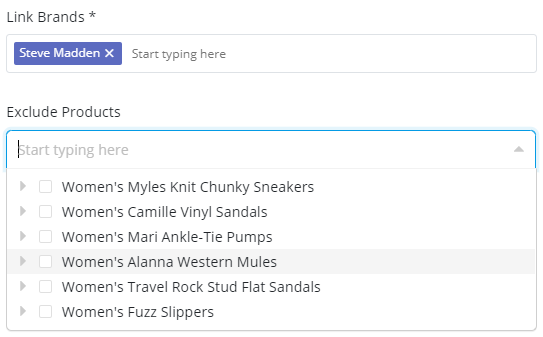 Link Brands *
Steve Madden × Start typing here
Exclude Products
Start typing here
Women's Myles Knit Chunky Sneakers
Women's Camille Vinyl Sandals
Women's Mari Ankle-Tie Pumps
Women's Alanna Western Mules
Women's Travel Rock Stud Flat Sandals
Women's Fuzz Slippers